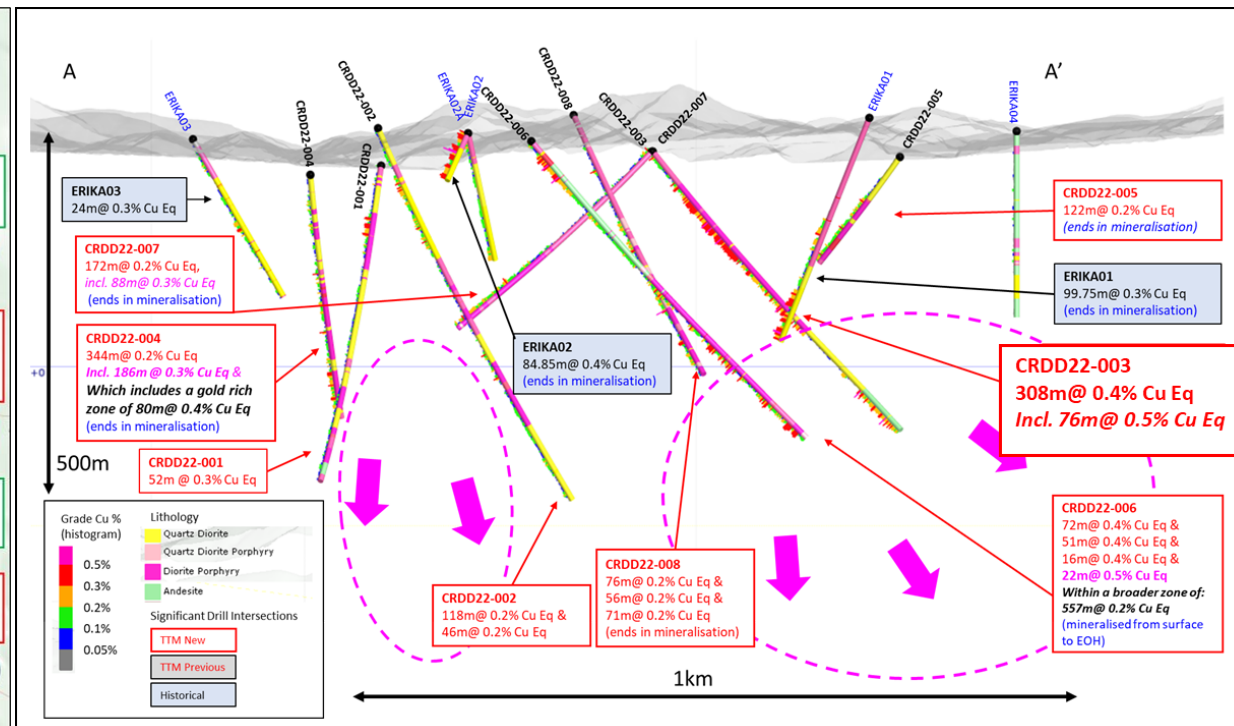 A
A’
ERIKA03
CRDD22-004
CRDD22-002
CRDD22-001
ERIKA02A
ERIKA02
CRDD22-006
CRDD22-008
CRDD22-003
CRDD22-007
ERIKA01
CRDD22-005
ERIKA04
ERIKA03
24m@ 0.3% Cu Eq
CRDD22-007
172m@ 0.2% Cu Eq,
incl. 88m@ 0.3% Cu Eq
(ends in mineralisation)
CRDD22-004
344m@ 0.2% Cu Eq
Incl. 186m@ 0.3% Cu Eq &
Which includes a gold rich
zone of 80m@ 0.4% Cu Eq
(ends in mineralisation)
CRDD22-001
52m@ 0.3% Cu Eq
+0
500m
ERIKA02
84.85m@ 0.4% Cu Eq
(ends in mineralisation)
CRDD22-005
122m@ 0.2% Cu Eq
(ends in mineralisation)
ERIKA01
99.75m@ 0.3% Cu Eq
(ends in mineralisation)
CRDD22-003
308m@ 0.4% Cu Eq
Incl. 76m@ 0.5% Cu Eq
CRDD22-006
72m@ 0.4% Cu Eq &
51m@ 0.4% Cu Eq &
16m@ 0.4% Cu Eq &
22m@ 0.5% Cu Eq
Within a broader zone of:
557m@ 0.2% Cu Eq
(mineralised from surface
to EOH)
CRDD22-002
118m@ 0.2% Cu Eq &
46m@ 0.2% Cu Eq
CRDD22-008
76m@ 0.2% Cu Eq &
56m@ 0.2% Cu Eq &
71m@ 0.2% Cu Eq
(ends in mineralisation)
1km
Grade Cu %
(histogram)
0.5%
0.3%
0.2%
0.1%
0.05%
Lithology
Quartz Diorite
Quartz Diorite Porphyry
Diorite Porphyry
Andesite
Significant Drill Intersections
TTM New
TTM Previous
Historical